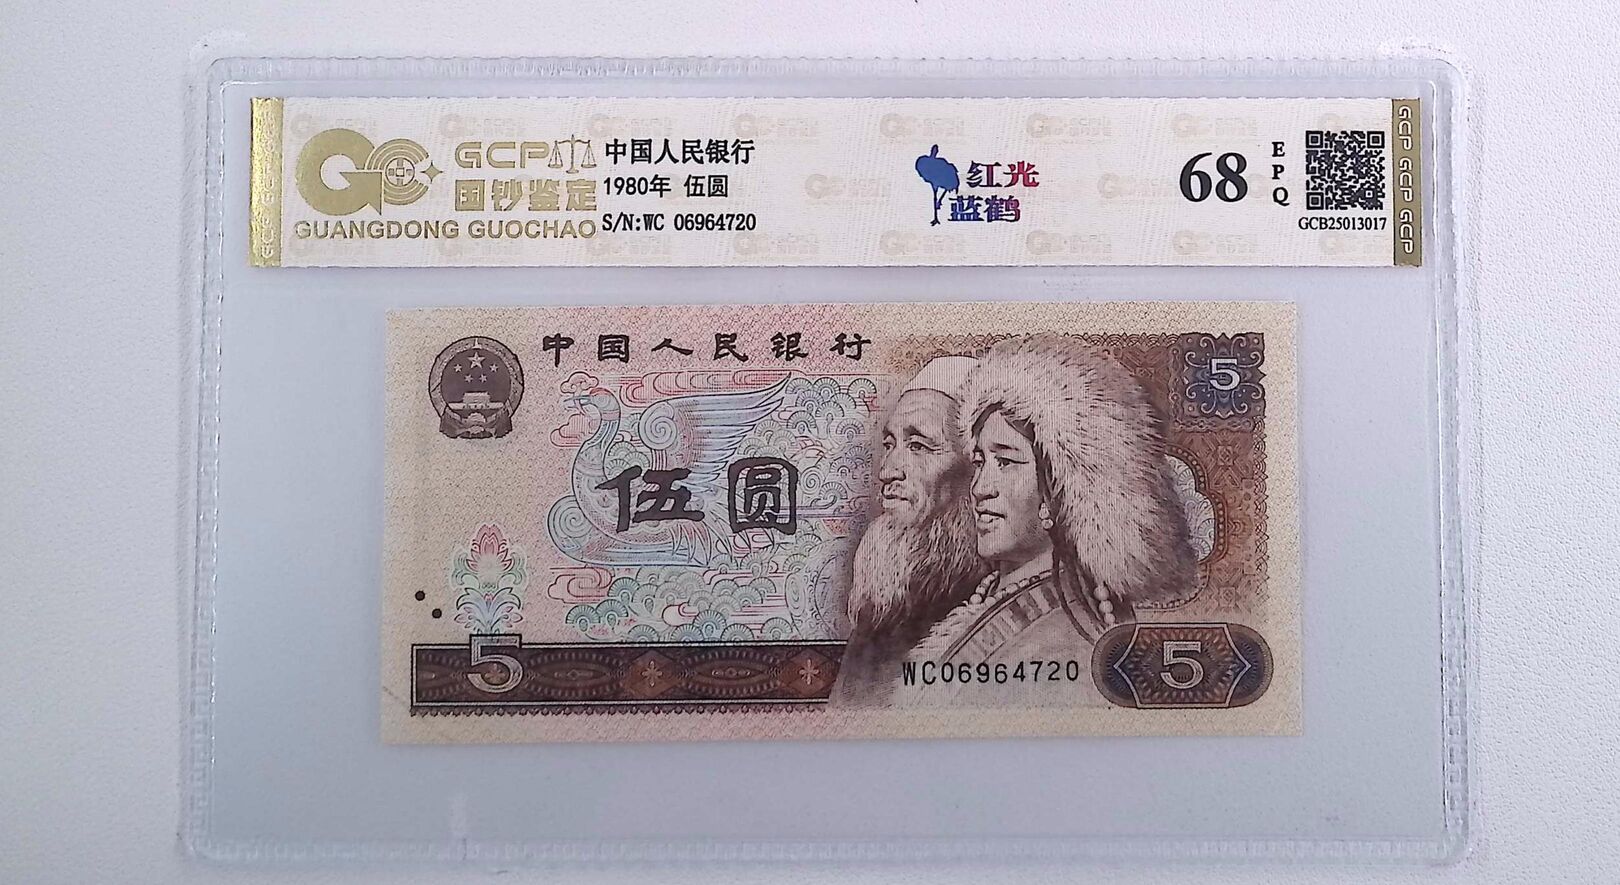 GCP
国钞鉴定
GUANGDONG GUOCHAO
中国人民银行
1980年 伍圆
S/N:WC 06964720
红光
蓝鹤
68
EPQ
GCB25013017
GCP GCP GCP
中国人民银行
5
伍圆
5
WC06964720
5